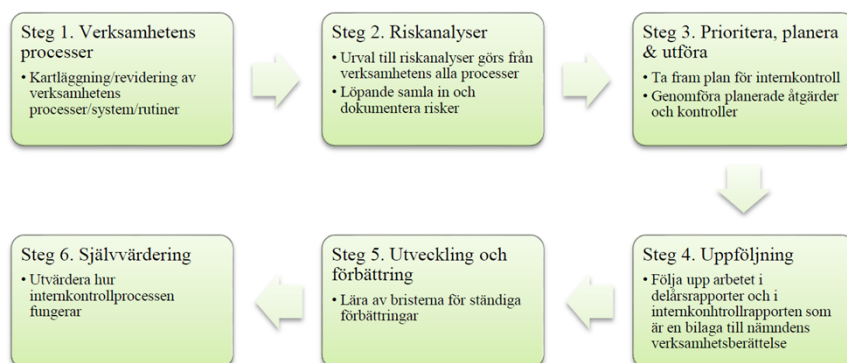 Steg 1. Verksamhetens
processer
• Kartläggning/revidering av
verksamhetens
processer/system/rutiner
Steg 2. Riskanalyser
• Urval till riskanalyser görs från
verksamhetens alla processer
• Löpande samla in och
dokumentera risker
Steg 3. Prioritera, planera
& utföra
• Ta fram plan för internkontroll
• Genomföra planerade åtgärder
och kontroller
Steg 4. Uppföljning
• Följa upp arbetet i
delårsrapporter och i
internkonhtrollrapporten som
är en bilaga till nämndens
verksamhetsberättelse
Steg 5. Utveckling och
förbättring
• Lära av bristerna för ständiga
förbättringar
Steg 6. Självvärdering
• Utvärdera hur
internkontrollprocessen
fungerar